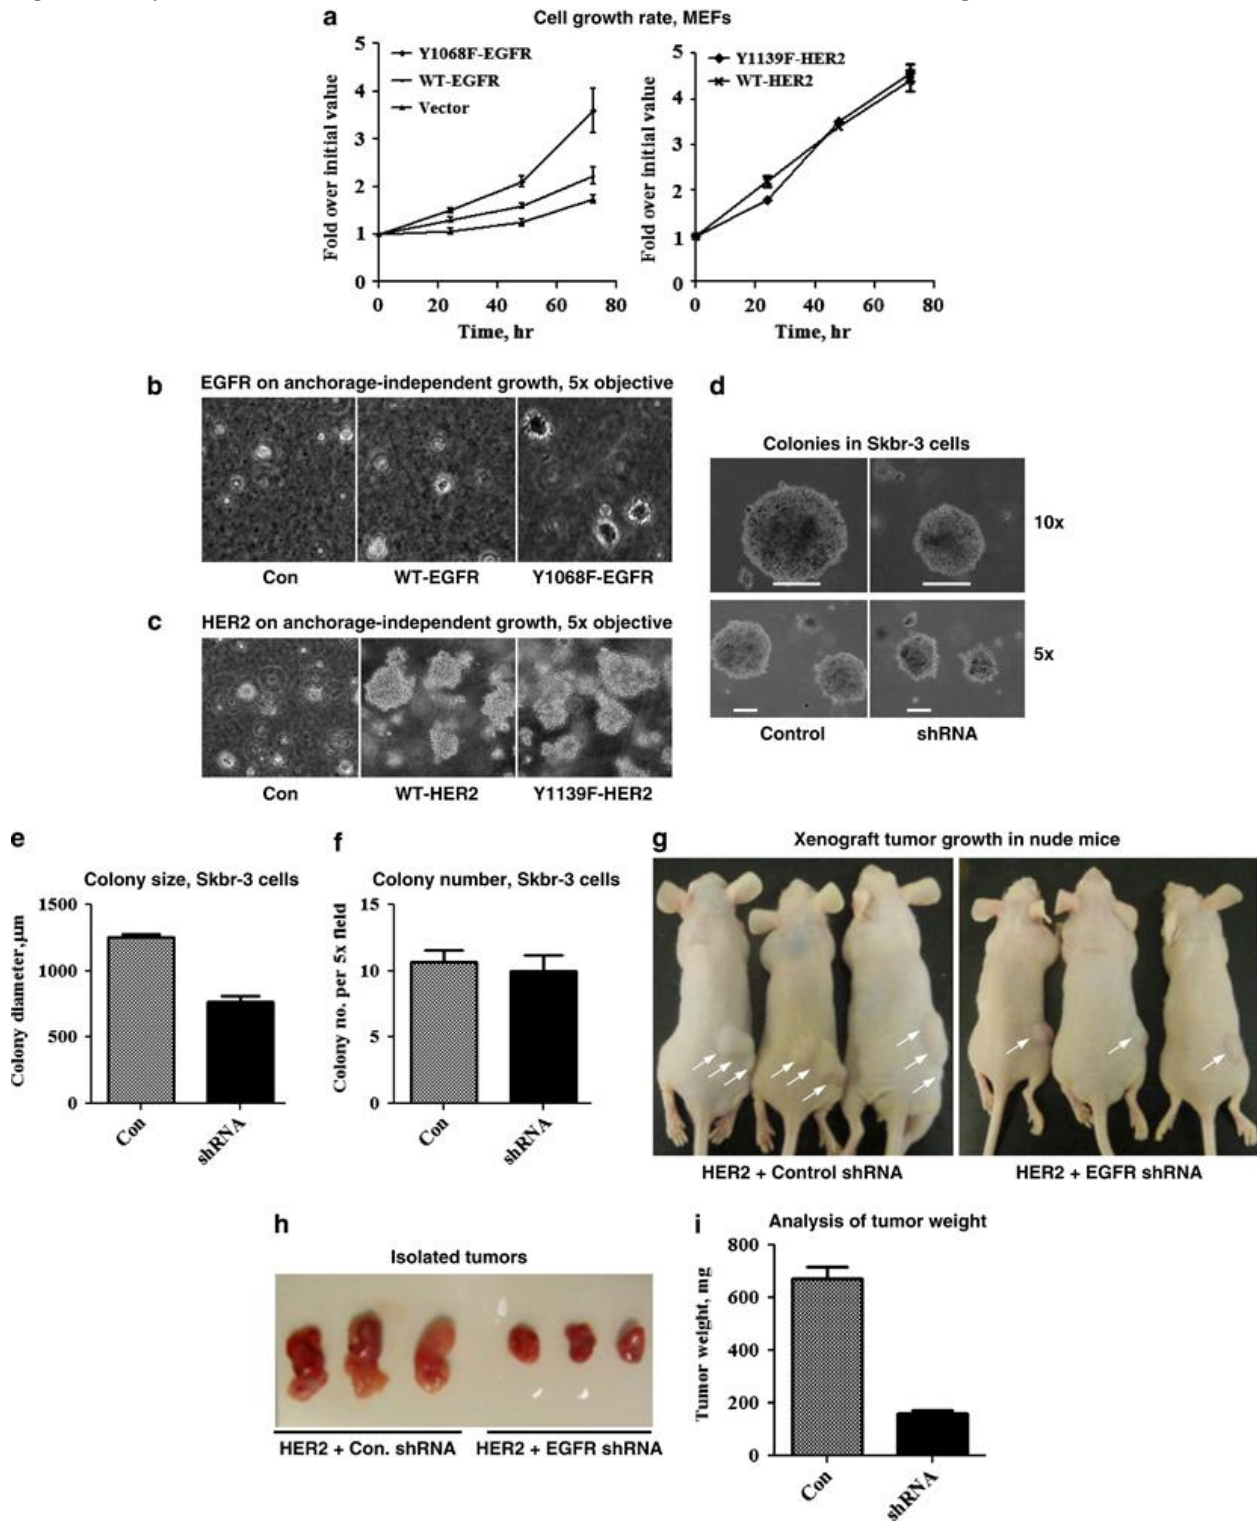 a
Cell growth rate, MEFs
Fold over initial value
5
4
3
2
1
0
Y1068F-EGFR
WT-EGFR
Vector
0 20 40 60 80
Time, hr
Fold over initial value
5
4
3
2
1
0
Y1139F-HER2
WT-HER2
0 20 40 60 80
Time, hr
b
EGFR on anchorage-independent growth, 5x objective
Con WT-EGFR Y1068F-EGFR
c
HER2 on anchorage-independent growth, 5x objective
Con WT-HER2 Y1139F-HER2
d
Colonies in Skbr-3 cells
10x
5x
Control shRNA
e
Colony size, Skbr-3 cells
Colony diameter,µm
1500
1000
500
0
Con shRNA
f
Colony number, Skbr-3 cells
Colony no. per 5x field
15
10
5
0
Con shRNA
g
Xenograft tumor growth in nude mice
HER2 + Control shRNA HER2 + EGFR shRNA
h
Isolated tumors
HER2 + Con. shRNA HER2 + EGFR shRNA
i
Analysis of tumor weight
Tumor weight, mg
800
600
400
200
0
Con shRNA